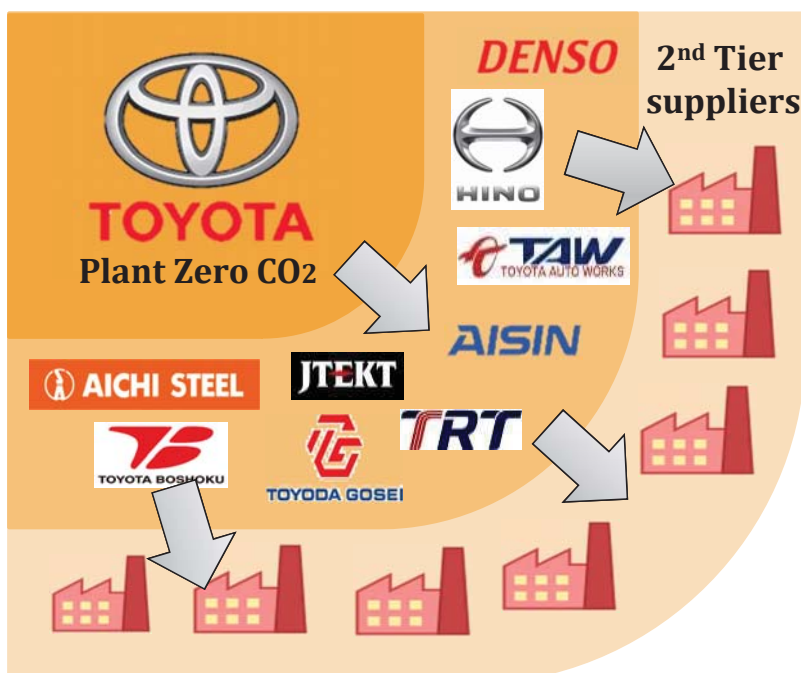 TOYOTA
Plant Zero CO2
DENSO
HINO
TAW
TOYOTA AUTO WORKS
AISIN
2nd Tier
suppliers
AICHI STEEL
JTEKT
TRT
TOYOTA BOSHOKU
TOYODA GOSEI